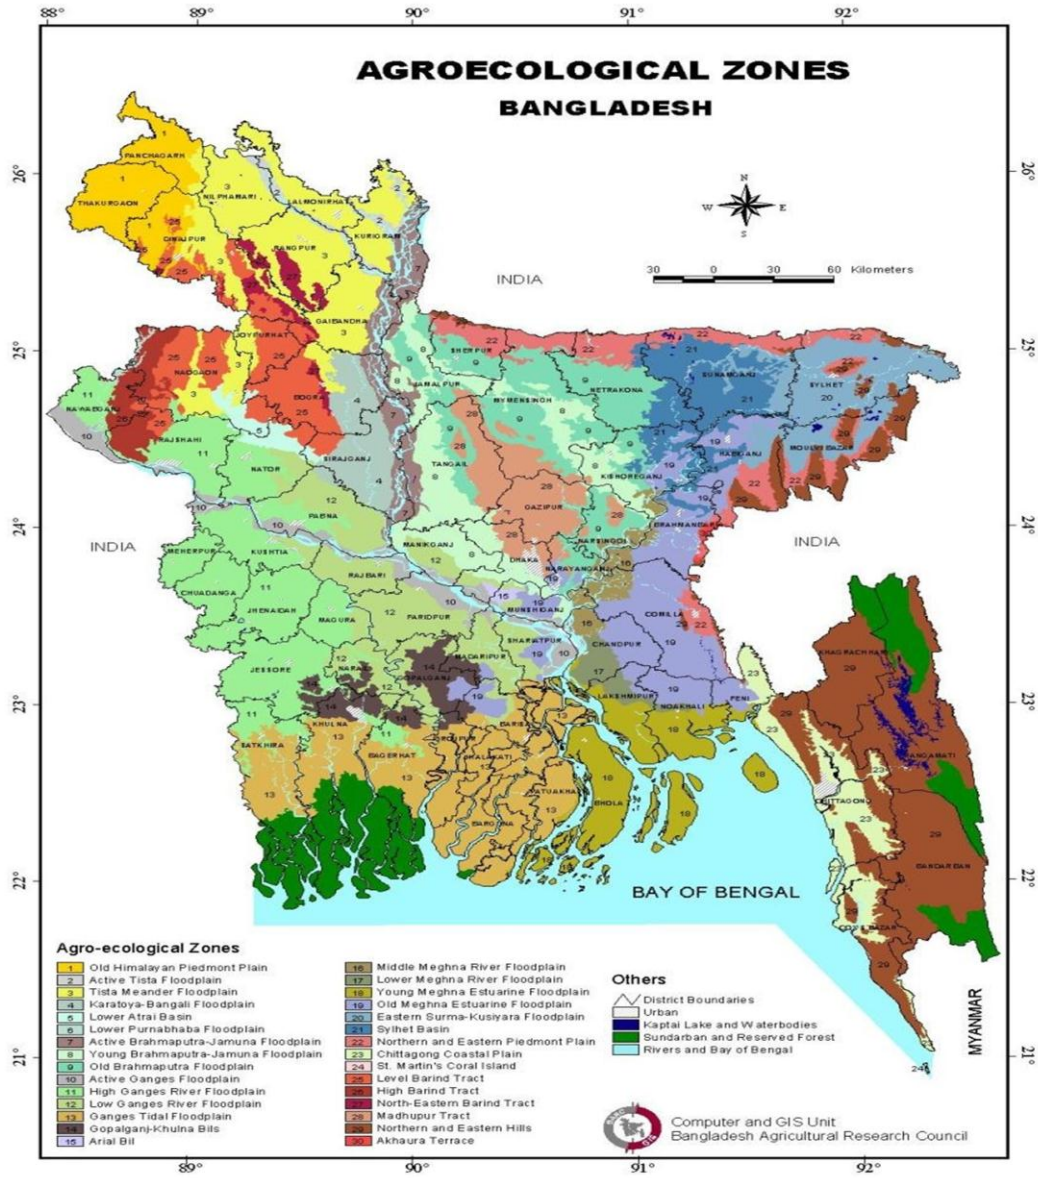 88° 89° 90° 91° 92°
AGROECOLOGICAL ZONES
BANGLADESH
26° 26°
25° 25°
24° 24°
23° 23°
22° 22°
21° 21°
N
W E
S
30 0 30 60 Kilometers
INDIA
INDIA
INDIA
BAY OF BENGAL
MYANMAR
PANCHAGARH
THAKURGAON
NILPHAMARI
LALMONIRHAT
DINAJPUR
RANGPUR
KURIGRAM
GAIBANDHA
JOYPURHAT
NAOGAON
BOGRA
SHERPUR
JAMALPUR
MYMENSINGH
NETRAKONA
SUNAMGANJ
SYLHET
NAWABGANJ
RAJSHAHI
NATOR
SIRAJGANJ
TANGAIL
KISHOREGANJ
HABIGANJ
MOULVI BAZAR
PABNA
GAZIPUR
NARSINGDI
MEHERPUR
KUSHTIA
MANIKGANJ
DHAKA
NARAYANGANJ
CHUADANGA
JHENAIDAH
RAJBARI
MAGURA
FARIDPUR
MUNSHIGANJ
COMILLA
SHARIATPUR
CHANDPUR
JESSORE
NARAIL
GOPALGANJ
MADARIPUR
LAKSHMIPUR
NOAKHALI
FENI
KHAGRACHHARI
KHULNA
SATKHIRA
BAGERHAT
BARISAL
BHOLA
BARGUNA
CHITTAGONG
BANDARBAN
Agro-ecological Zones
1 Old Himalayan Piedmont Plain
2 Active Tista Floodplain
3 Tista Meander Floodplain
4 Karatoya-Bangali Floodplain
5 Lower Atrai Basin
6 Lower Purnabhaba Floodplain
7 Active Brahmaputra-Jamuna Floodplain
8 Young Brahmaputra-Jamuna Floodplain
9 Old Brahmaputra Floodplain
10 Active Ganges Floodplain
11 High Ganges River Floodplain
12 Low Ganges River Floodplain
13 Ganges Tidal Floodplain
14 Gopalganj-Khulna Bils
15 Arial Bil
16 Middle Meghna River Floodplain
17 Lower Meghna River Floodplain
18 Young Meghna Estuarine Floodplain
19 Old Meghna Estuarine Floodplain
20 Eastern Surma-Kusiyara Floodplain
21 Sylhet Basin
22 Northern and Eastern Piedmont Plain
23 Chittagong Coastal Plain
24 St. Martin's Coral Island
25 Level Barind Tract
26 High Barind Tract
27 North-Eastern Barind Tract
28 Madhupur Tract
29 Northern and Eastern Hills
30 Akhaura Terrace
Others
District Boundaries
Urban
Kaptai Lake and Waterbodies
Sundarban and Reserved Forest
Rivers and Bay of Bengal
Computer and GIS Unit
Bangladesh Agricultural Research Council
89° 90° 91° 92°